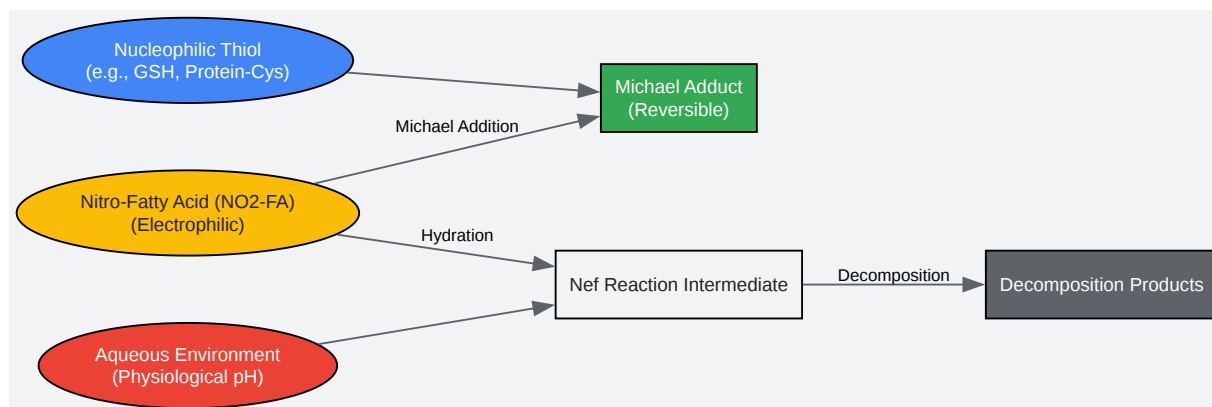 Nucleophilic Thiol
(e.g., GSH, Protein-Cys)
Michael Adduct
(Reversible)
Michael Addition
Nitro-Fatty Acid (NO2-FA)
(Electrophilic)
Hydration
Nef Reaction Intermediate
Decomposition
Decomposition Products
Aqueous Environment
(Physiological pH)